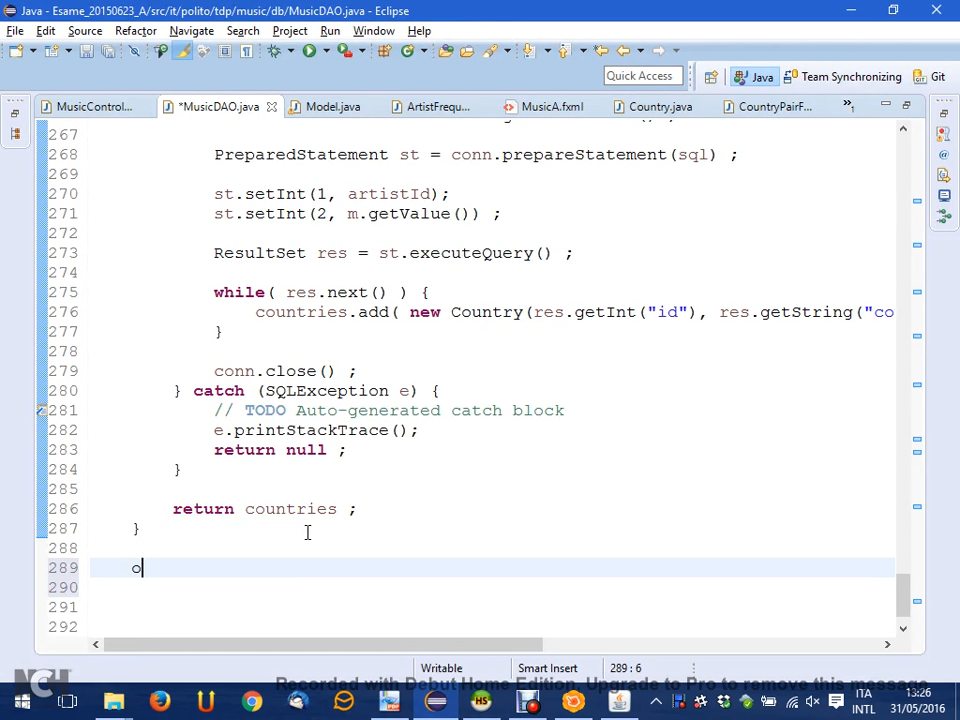 Java - Esame_20150623_A/src/it/polito/tdp/music/db/MusicDAO.java - Eclipse
File Edit Source Refactor Navigate Search Project Run Window Help
Quick Access Java Team Synchronizing Git
MusicControl... *MusicDAO.java Model.java ArtistFrequ... MusicA.fxml Country.java CountryPairF... »1
267
268 PreparedStatement st = conn.prepareStatement(sql) ;
269
270 st.setInt(1, artistId);
271 st.setInt(2, m.getValue()) ;
272
273 ResultSet res = st.executeQuery() ;
274
275 while( res.next() ) {
276 countries.add( new Country(res.getInt("id"), res.getString("co
277 }
278
279 conn.close() ;
280 } catch (SQLException e) {
281 // TODO Auto-generated catch block
282 e.printStackTrace();
283 return null ;
284 }
285
286 return countries ;
287 }
288
289 o
290
291
292
Writable Smart Insert 289 : 6
NCH
Recorded with Debut Home Edition, Upgrade to Pro to remove this message
HS ITA 13:26
INTL 31/05/2016